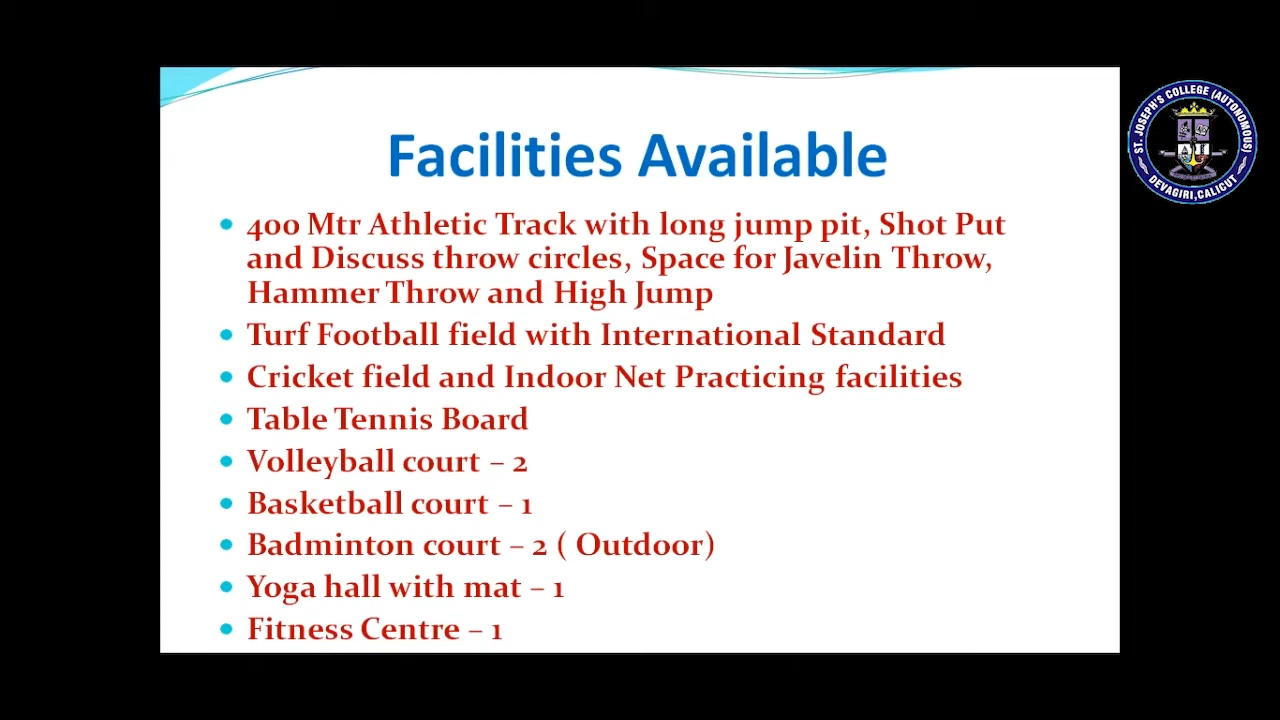 Facilities Available
400 Mtr Athletic Track with long jump pit, Shot Put
and Discuss throw circles, Space for Javelin Throw,
Hammer Throw and High Jump
Turf Football field with International Standard
Cricket field and Indoor Net Practicing facilities
Table Tennis Board
Volleyball court – 2
Basketball court – 1
Badminton court – 2 ( Outdoor)
Yoga hall with mat – 1
Fitness Centre – 1
ST. JOSEPH'S COLLEGE (AUTONOMOUS)
DEVAGIRI, CALICUT